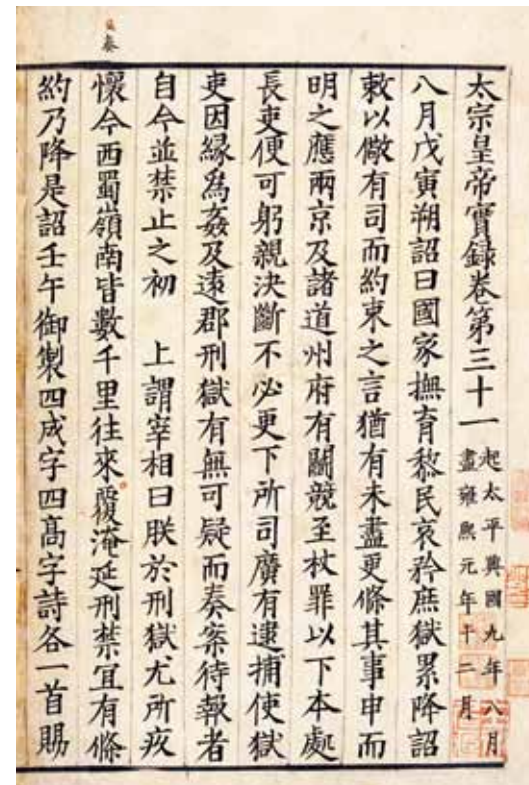 太宗皇帝實錄卷第三十一 起太平興國九年八月
盡雍熙元年十二月
八月戊寅朔詔曰國家撫育黎民哀矜庶獄累降詔
敕以儆有司而約束之言猶有未盡更條其事申而
明之應兩京及諸道州府有鬬競至杖罪以下本處
長吏便可躬親決斷不必更下所司廣有逮捕使獄
吏因緣為姦及遠郡刑獄有無可疑而奏案待報者
自今並禁止之初 上謂宰相曰朕於刑獄尤所疚
懷今西蜀嶺南皆數千里往來覆淹延刑禁宜有條
約乃降是詔壬午御製四成字四高字詩各一首賜
奏